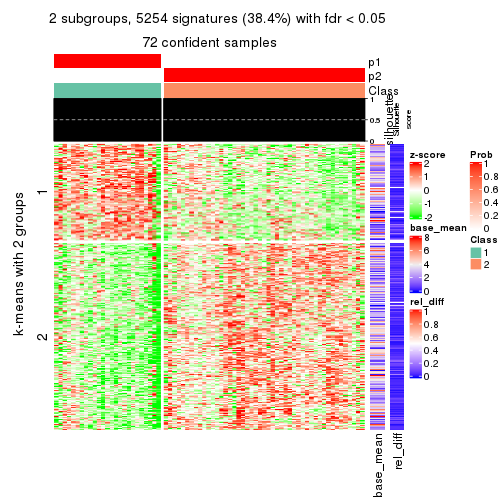 2 subgroups, 5254 signatures (38.4%) with fdr < 0.05
72 confident samples
p1
p2
Class
1
0.5
0
silhouette
Silhouette
score
k-means with 2 groups
1
2
base_mean
rel_diff
z-score
2
1
0
-1
-2
base_mean
8
6
4
2
0
rel_diff
1
0.8
0.6
0.4
0.2
0
Prob
1
0.8
0.6
0.4
0.2
0
Class
1
2